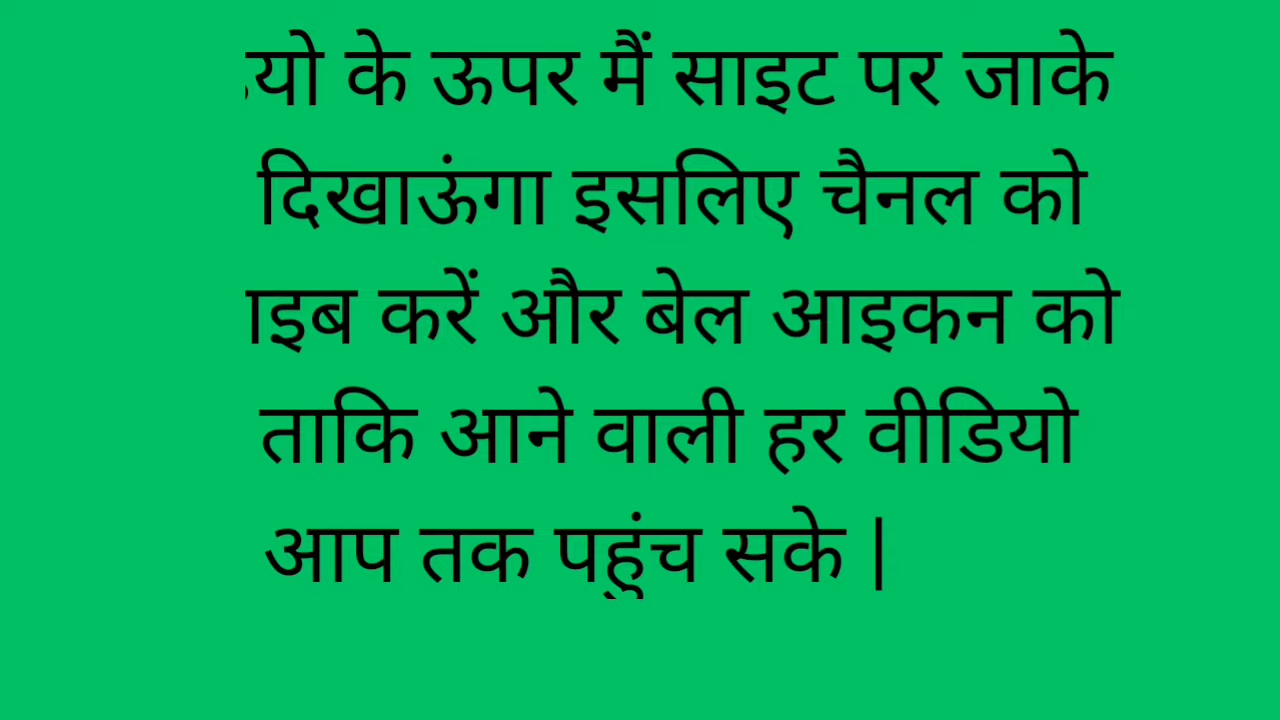 के ऊपर मैं साइट पर जाके
दिखाऊंगा इसलिए चैनल को
करें और बेल आइकन को
ताकि आने वाली हर वीडियो
आप तक पहुंच सके |